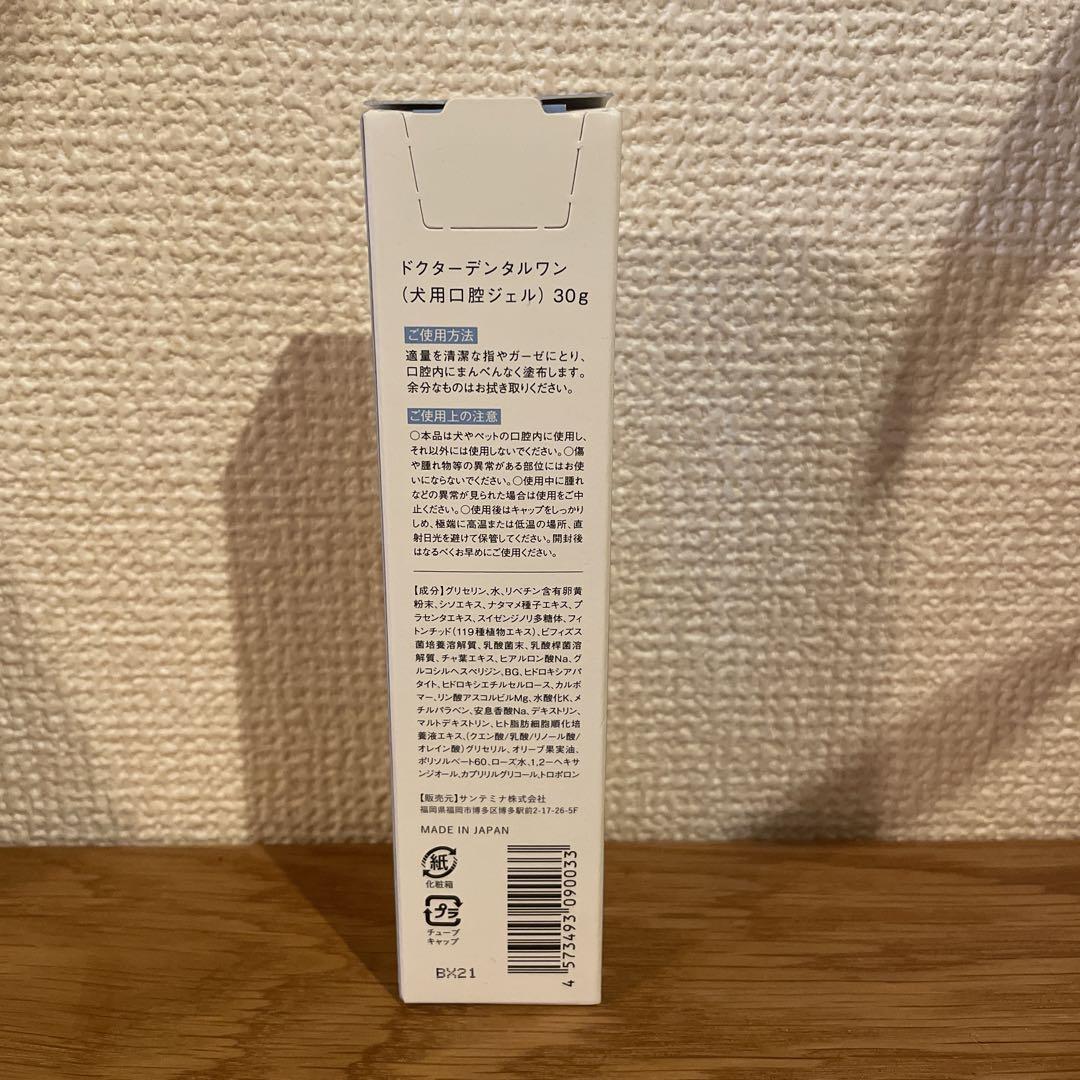 ドクターデンタルワン
（犬用口腔ジェル）30g
ご使用方法
適量を清潔な指やガーゼにとり、
口腔内にまんべんなく塗布します。
余分なものはお拭き取りください。
ご使用上の注意
○本品は犬やペットの口腔内に使用し、
それ以外には使用しないでください。○傷
や腫れ物等の異常がある部位にはお使
いにならないでください。○使用中に腫れ
などの異常が見られた場合は使用をご中
止ください。○使用後はキャップをしっかり
しめ、極端に高温または低温の場所、直
射日光を避けて保管してください。開封後
はなるべくお早めにご使用ください。
【成分】グリセリン、水、リベチン含有卵黄
粉末、シソエキス、ナタマメ種子エキス、プ
ラセンタエキス、スイゼンジノリ多糖体、フィ
トンチッド（119種植物エキス）、ビフィズス
菌培養溶解質、乳酸菌末、乳酸桿菌溶
解質、チャ葉エキス、ヒアルロン酸Na、グ
ルコシルヘスペリジン、BG、ヒドロキシアパ
タイト、ヒドロキシエチルセルロース、カルボ
マー、リン酸アスコルビルMg、水酸化K、メ
チルパラベン、安息香酸Na、デキストリン、
マルトデキストリン、ヒト脂肪細胞順化培
養液エキス、（クエン酸/乳酸/リノール酸/
オレイン酸）グリセリル、オリーブ果実油、
ポリソルベート60、ローズ水、1,2－ヘキサ
ンジオール、カプリリルグリコール、トロポロン
【販売元】サンテミナ株式会社
福岡県福岡市博多区博多駅前2-17-26-5F
MADE IN JAPAN
紙
化粧箱
プラ
チューブ
キャップ
BX21
4 573493 090033